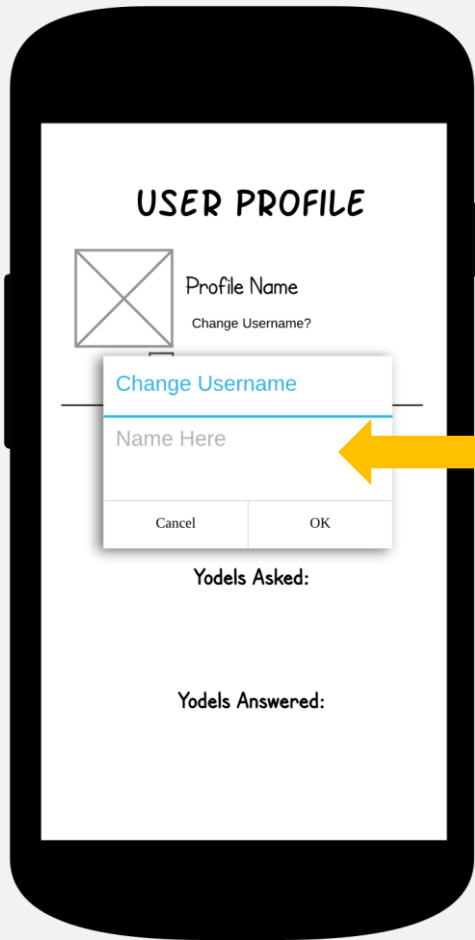 USER PROFILE
Profile Name
Change Username?
Change Username
Name Here
Cancel OK
Yodels Asked:
Yodels Answered: